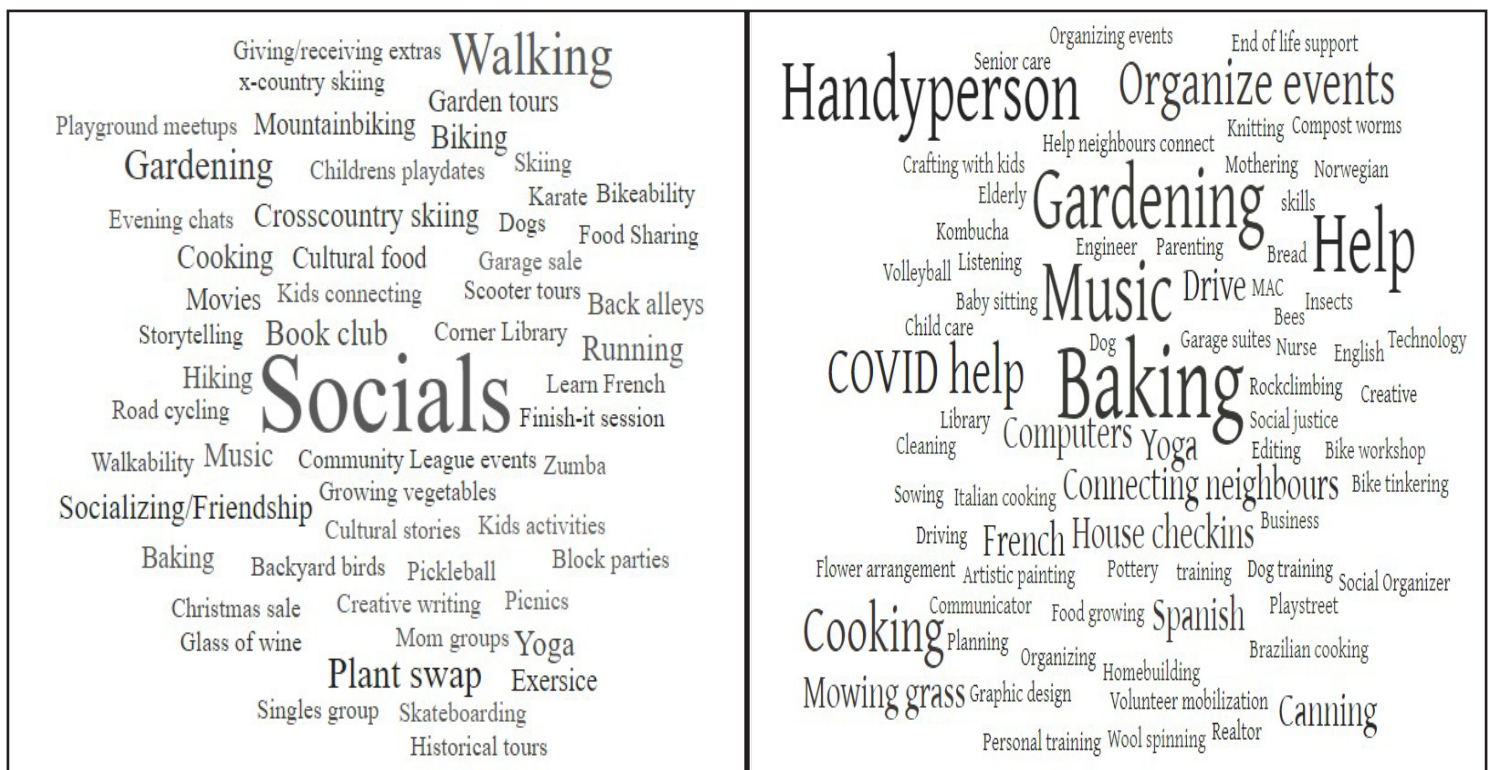 Giving/receiving extras Walking
x-country skiing
Garden tours
Playground meetups Mountainbiking Biking
Gardening Childrens playdates Skiing
Karate Bikeability
Evening chats Crosscountry skiing Dogs Food Sharing
Cooking Cultural food Garage sale
Movies Kids connecting Scooter tours Back alleys
Storytelling Book club Corner Library Running
Hiking Socials Learn French
Road cycling Finish-it session
Walkability Music Community League events Zumba
Socializing/Friendship Growing vegetables
Cultural stories Kids activities
Baking Backyard birds Pickleball Block parties
Christmas sale Creative writing Picnics
Glass of wine Mom groups Yoga
Plant swap Exersice
Singles group Skateboarding
Historical tours
Organizing events End of life support
Senior care
Handyperson Organize events
Knitting Compost worms
Help neighbours connect
Crafting with kids Mothering Norwegian
Elderly Gardening skills
Kombucha Engineer Parenting Bread Help
Volleyball Listening
Baby sitting Music Drive MAC Insects
Child care Bees
Dog Garage suites Nurse English Technology
COVID help Baking Rockclimbing Creative
Library Social justice
Cleaning Computers Yoga Editing Bike workshop
Sowing Italian cooking Connecting neighbours Bike tinkering
Driving French House checkins Business
Flower arrangement Artistic painting Pottery training Dog training Social Organizer
Communicator Food growing Spanish Playstreet
Cooking Planning Organizing Brazilian cooking
Homebuilding
Mowing grass Graphic design Volunteer mobilization Canning
Personal training Wool spinning Realtor